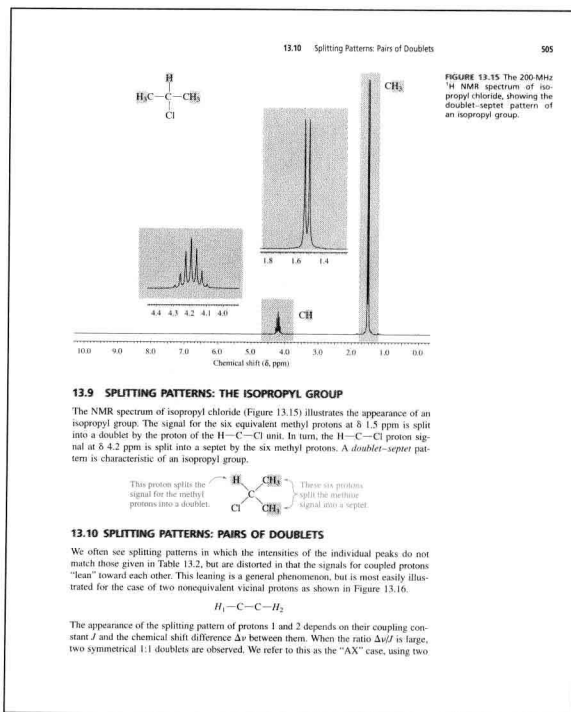 13.10 Splitting Patterns: Pairs of Doublets 505
H
H₃C—C—CH₃
Cl
CH₃
FIGURE 13.15 The 200-MHz
¹H NMR spectrum of iso-
propyl chloride, showing the
doublet–septet pattern of
an isopropyl group.
1.8 1.6 1.4
4.4 4.3 4.2 4.1 4.0
CH
10.0 9.0 8.0 7.0 6.0 5.0 4.0 3.0 2.0 1.0 0.0
Chemical shift (δ, ppm)
13.9 SPLITTING PATTERNS: THE ISOPROPYL GROUP
The NMR spectrum of isopropyl chloride (Figure 13.15) illustrates the appearance of an
isopropyl group. The signal for the six equivalent methyl protons at δ 1.5 ppm is split
into a doublet by the proton of the H—C—Cl unit. In turn, the H—C—Cl proton sig-
nal at δ 4.2 ppm is split into a septet by the six methyl protons. A doublet–septet pat-
tern is characteristic of an isopropyl group.
This proton splits the
signal for the methyl
protons into a doublet.
H CH₃
C
Cl CH₃
These six protons
split the methine
signal into a septet.
13.10 SPLITTING PATTERNS: PAIRS OF DOUBLETS
We often see splitting patterns in which the intensities of the individual peaks do not
match those given in Table 13.2, but are distorted in that the signals for coupled protons
"lean" toward each other. This leaning is a general phenomenon, but is most easily illus-
trated for the case of two nonequivalent vicinal protons as shown in Figure 13.16.
H₁—C—C—H₂
The appearance of the splitting pattern of protons 1 and 2 depends on their coupling con-
stant J and the chemical shift difference Δν between them. When the ratio Δν/J is large,
two symmetrical 1:1 doublets are observed. We refer to this as the "AX" case, using two